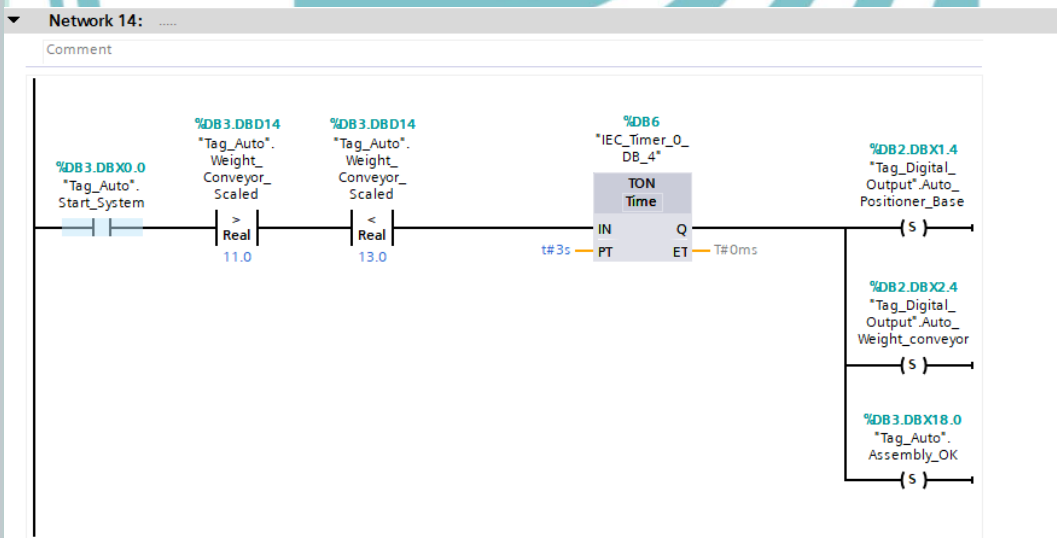 Network 14: .....
Comment
%DB3.DBX0.0
"Tag_Auto".
Start_System
%DB3.DBD14
"Tag_Auto".
Weight_
Conveyor_
Scaled
>
Real
11.0
%DB3.DBD14
"Tag_Auto".
Weight_
Conveyor_
Scaled
<
Real
13.0
%DB6
"IEC_Timer_0_
DB_4"
TON
Time
IN Q
t#3s PT ET T#0ms
%DB2.DBX1.4
"Tag_Digital_
Output".Auto_
Positioner_Base
( S )
%DB2.DBX2.4
"Tag_Digital_
Output".Auto_
Weight_conveyor
( S )
%DB3.DBX18.0
"Tag_Auto".
Assembly_OK
( S )